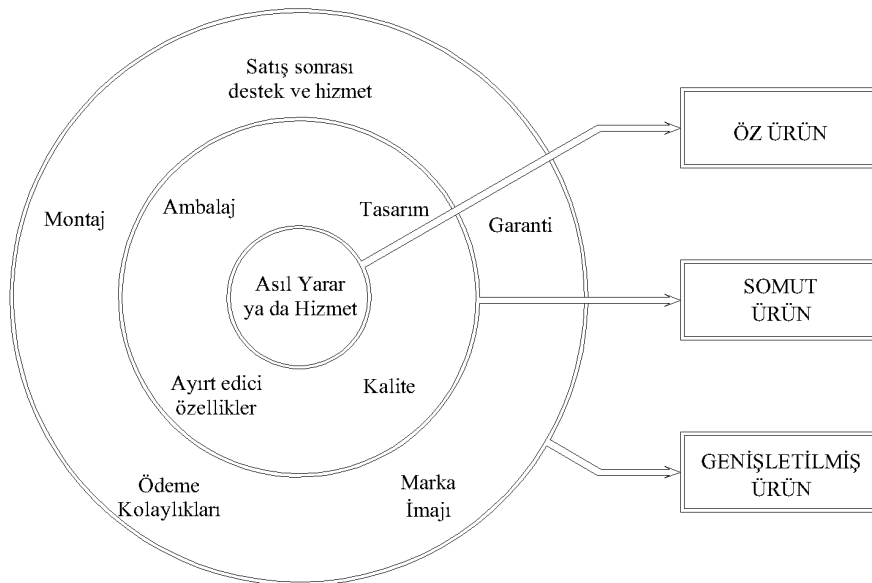 Satış sonrası
destek ve hizmet
ÖZ ÜRÜN
Montaj
Ambalaj
Tasarım
Garanti
Asıl Yarar
ya da Hizmet
SOMUT
ÜRÜN
Ayırt edici
özellikler
Kalite
Ödeme
Kolaylıkları
Marka
İmajı
GENİŞLETİLMİŞ
ÜRÜN